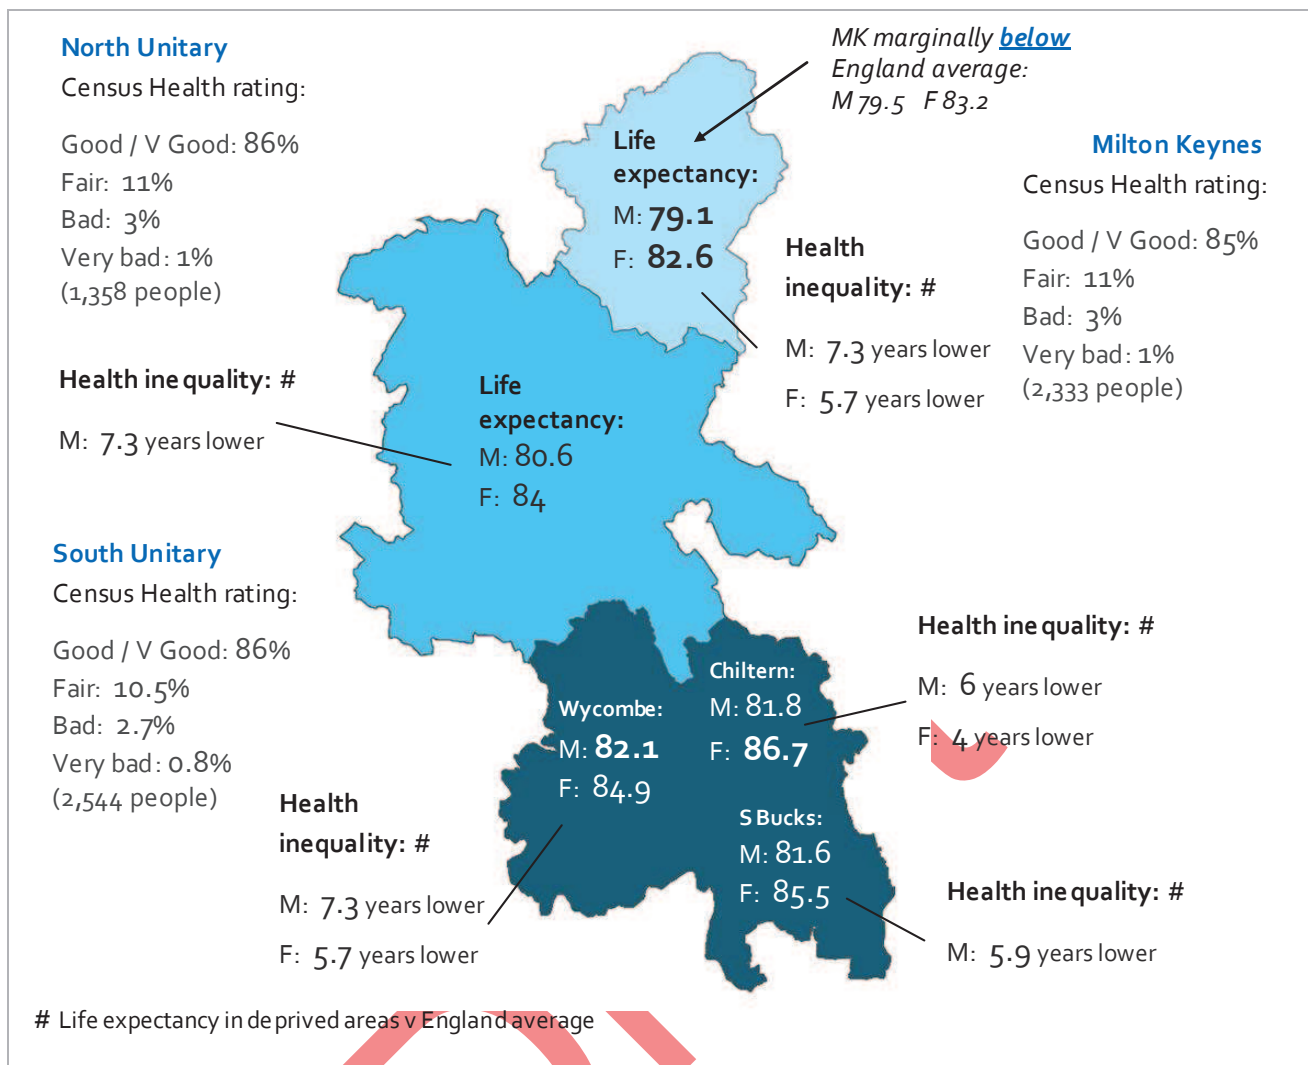 North Unitary
Census Health rating:
Good / V Good: 86%
Fair: 11%
Bad: 3%
Very bad: 1%
(1,358 people)
Health inequality: #
M: 7.3 years lower
South Unitary
Census Health rating:
Good / V Good: 86%
Fair: 10.5%
Bad: 2.7%
Very bad: 0.8%
(2,544 people)
MK marginally below
England average:
M 79.5 F 83.2
Life
expectancy:
M: 79.1
F: 82.6
Milton Keynes
Census Health rating:
Good / V Good: 85%
Fair: 11%
Bad: 3%
Very bad: 1%
(2,333 people)
Health
inequality: #
M: 7.3 years lower
F: 5.7 years lower
Life
expectancy:
M: 80.6
F: 84
Wycombe:
M: 82.1
F: 84.9
Chiltern:
M: 81.8
F: 86.7
S Bucks:
M: 81.6
F: 85.5
Health inequality: #
M: 6 years lower
F: 4 years lower
Health
inequality: #
M: 7.3 years lower
F: 5.7 years lower
Health inequality: #
M: 5.9 years lower
# Life expectancy in deprived areas v England average